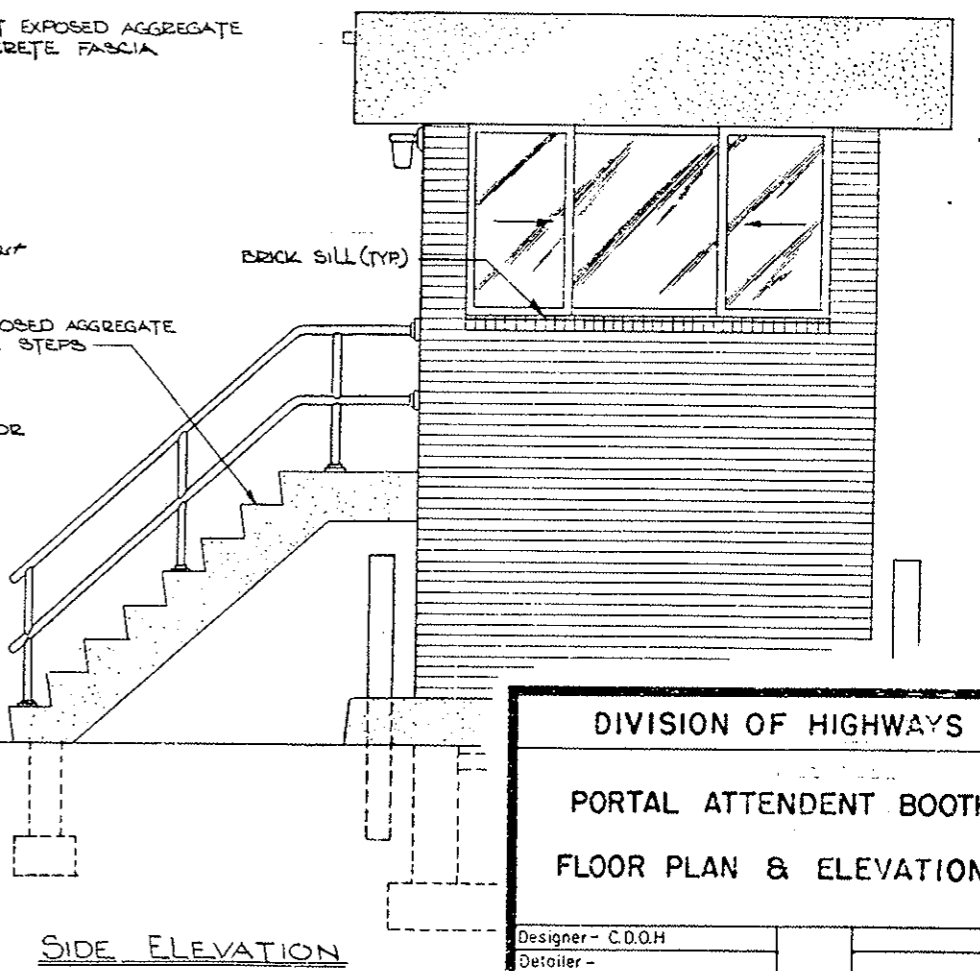 T EXPOSED AGGREGATE
CRETE FASCIA
BRICK SILL (TYP.)
OSED AGGREGATE
STEPS
OR
SIDE ELEVATION
DIVISION OF HIGHWAYS
PORTAL ATTENDENT BOOTH
FLOOR PLAN & ELEVATION
Designer - C.D.O.H
Detailer -